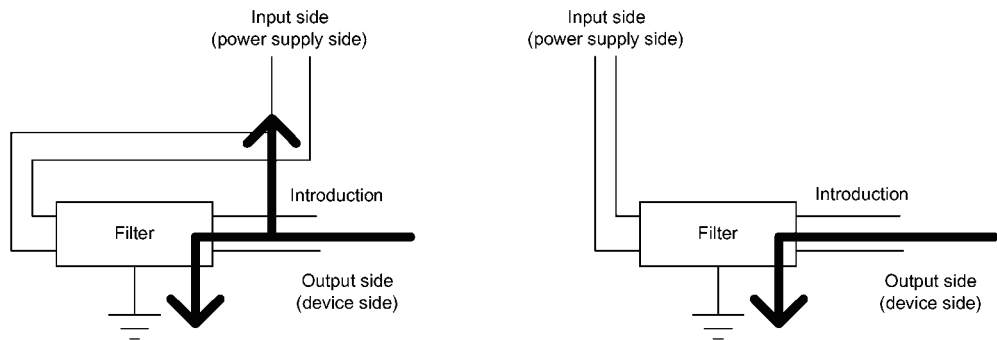 Input side
(power supply side)
Introduction
Filter
Output side
(device side)
Input side
(power supply side)
Introduction
Filter
Output side
(device side)